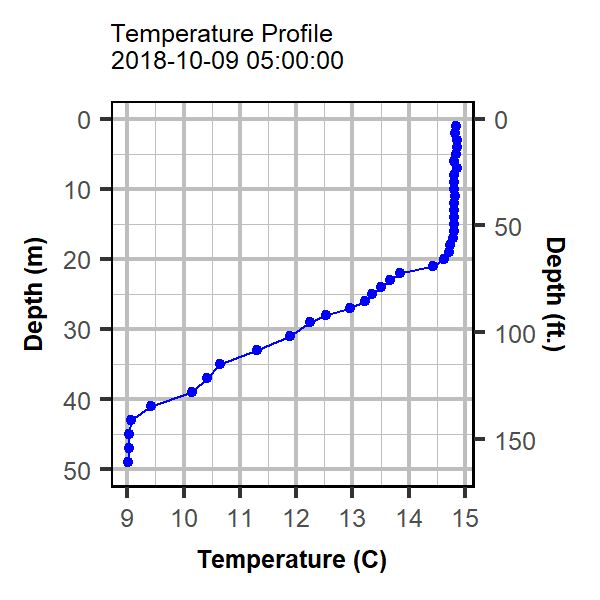 Temperature Profile
2018-10-09 05:00:00
0
10
20
30
40
50
Depth (m)
0
50
100
150
Depth (ft.)
9 10 11 12 13 14 15
Temperature (C)